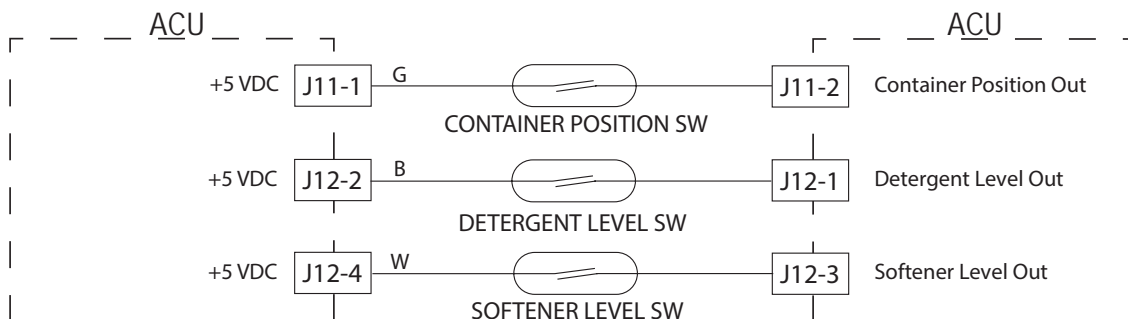 ACU ACU
+5 VDC J11-1 G J11-2 Container Position Out
CONTAINER POSITION SW
+5 VDC J12-2 B J12-1 Detergent Level Out
DETERGENT LEVEL SW
+5 VDC J12-4 W J12-3 Softener Level Out
SOFTENER LEVEL SW